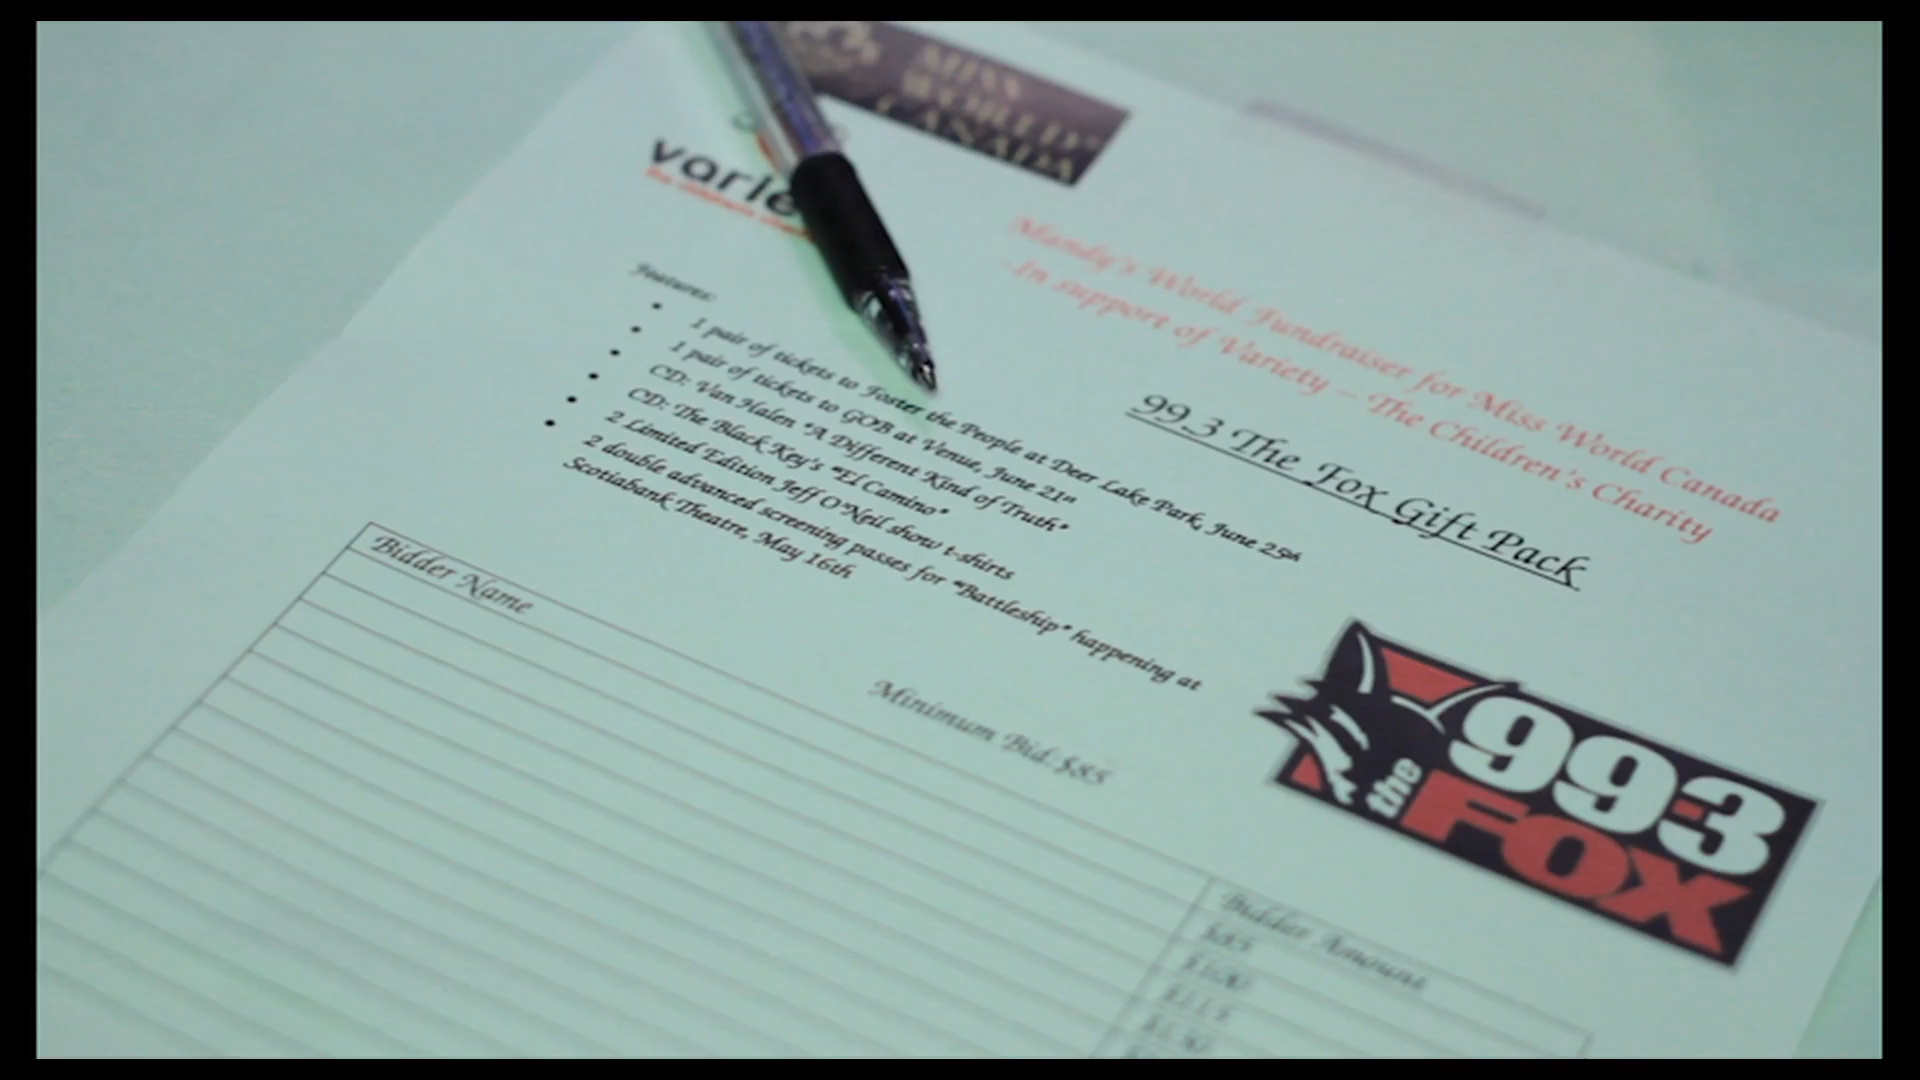 MISS
WORLD
CANADA
varie
Mandy's World Fundraiser for Miss World Canada
-In support of Variety – The Children's Charity
99.3 The Fox Gift Pack
Features:
• 1 pair of tickets to Foster the People at Deer Lake Park, June 25th
• 1 pair of tickets to GOB at Venue, June 21st
• CD: Van Halen "A Different Kind of Truth"
• CD: The Black Key's "El Camino"
• 2 Limited Edition Jeff O'Neil show t-shirts
• 2 double advanced screening passes for "Battleship" happening at
Scotiabank Theatre, May 16th
Minimum Bid: $85
993
the FOX
Bidder Name
Bidder Amount
$85
$100
$115
$130